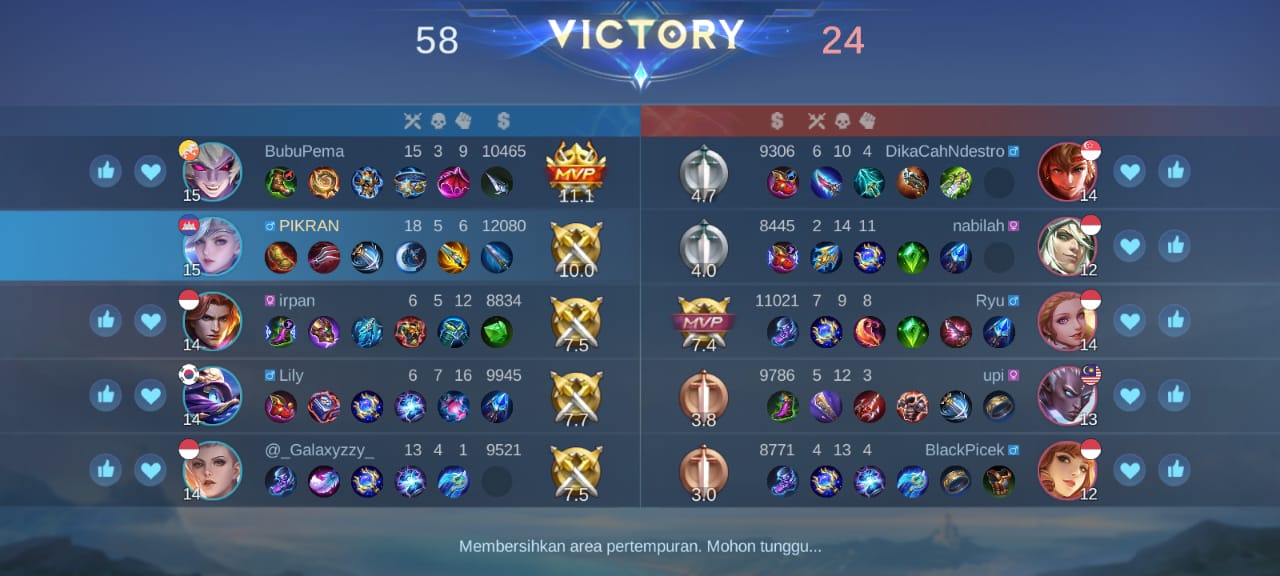 58 VICTORY 24
BubuPema 15 3 9 10465 MVP 11.1 15
4.7 9306 6 10 4 DikaCahNdestro 14
PIKRAN 18 5 6 12080 10.0 15
4.0 8445 2 14 11 nabilah 12
irpan 6 5 12 8834 7.5 14
MVP 7.4 11021 7 9 8 Ryu 14
Lily 6 7 16 9945 7.7 14
3.8 9786 5 12 3 upi 13
@_Galaxyzzy_ 13 4 1 9521 7.5 14
3.0 8771 4 13 4 BlackPicek 12
Membersihkan area pertempuran. Mohon tunggu...